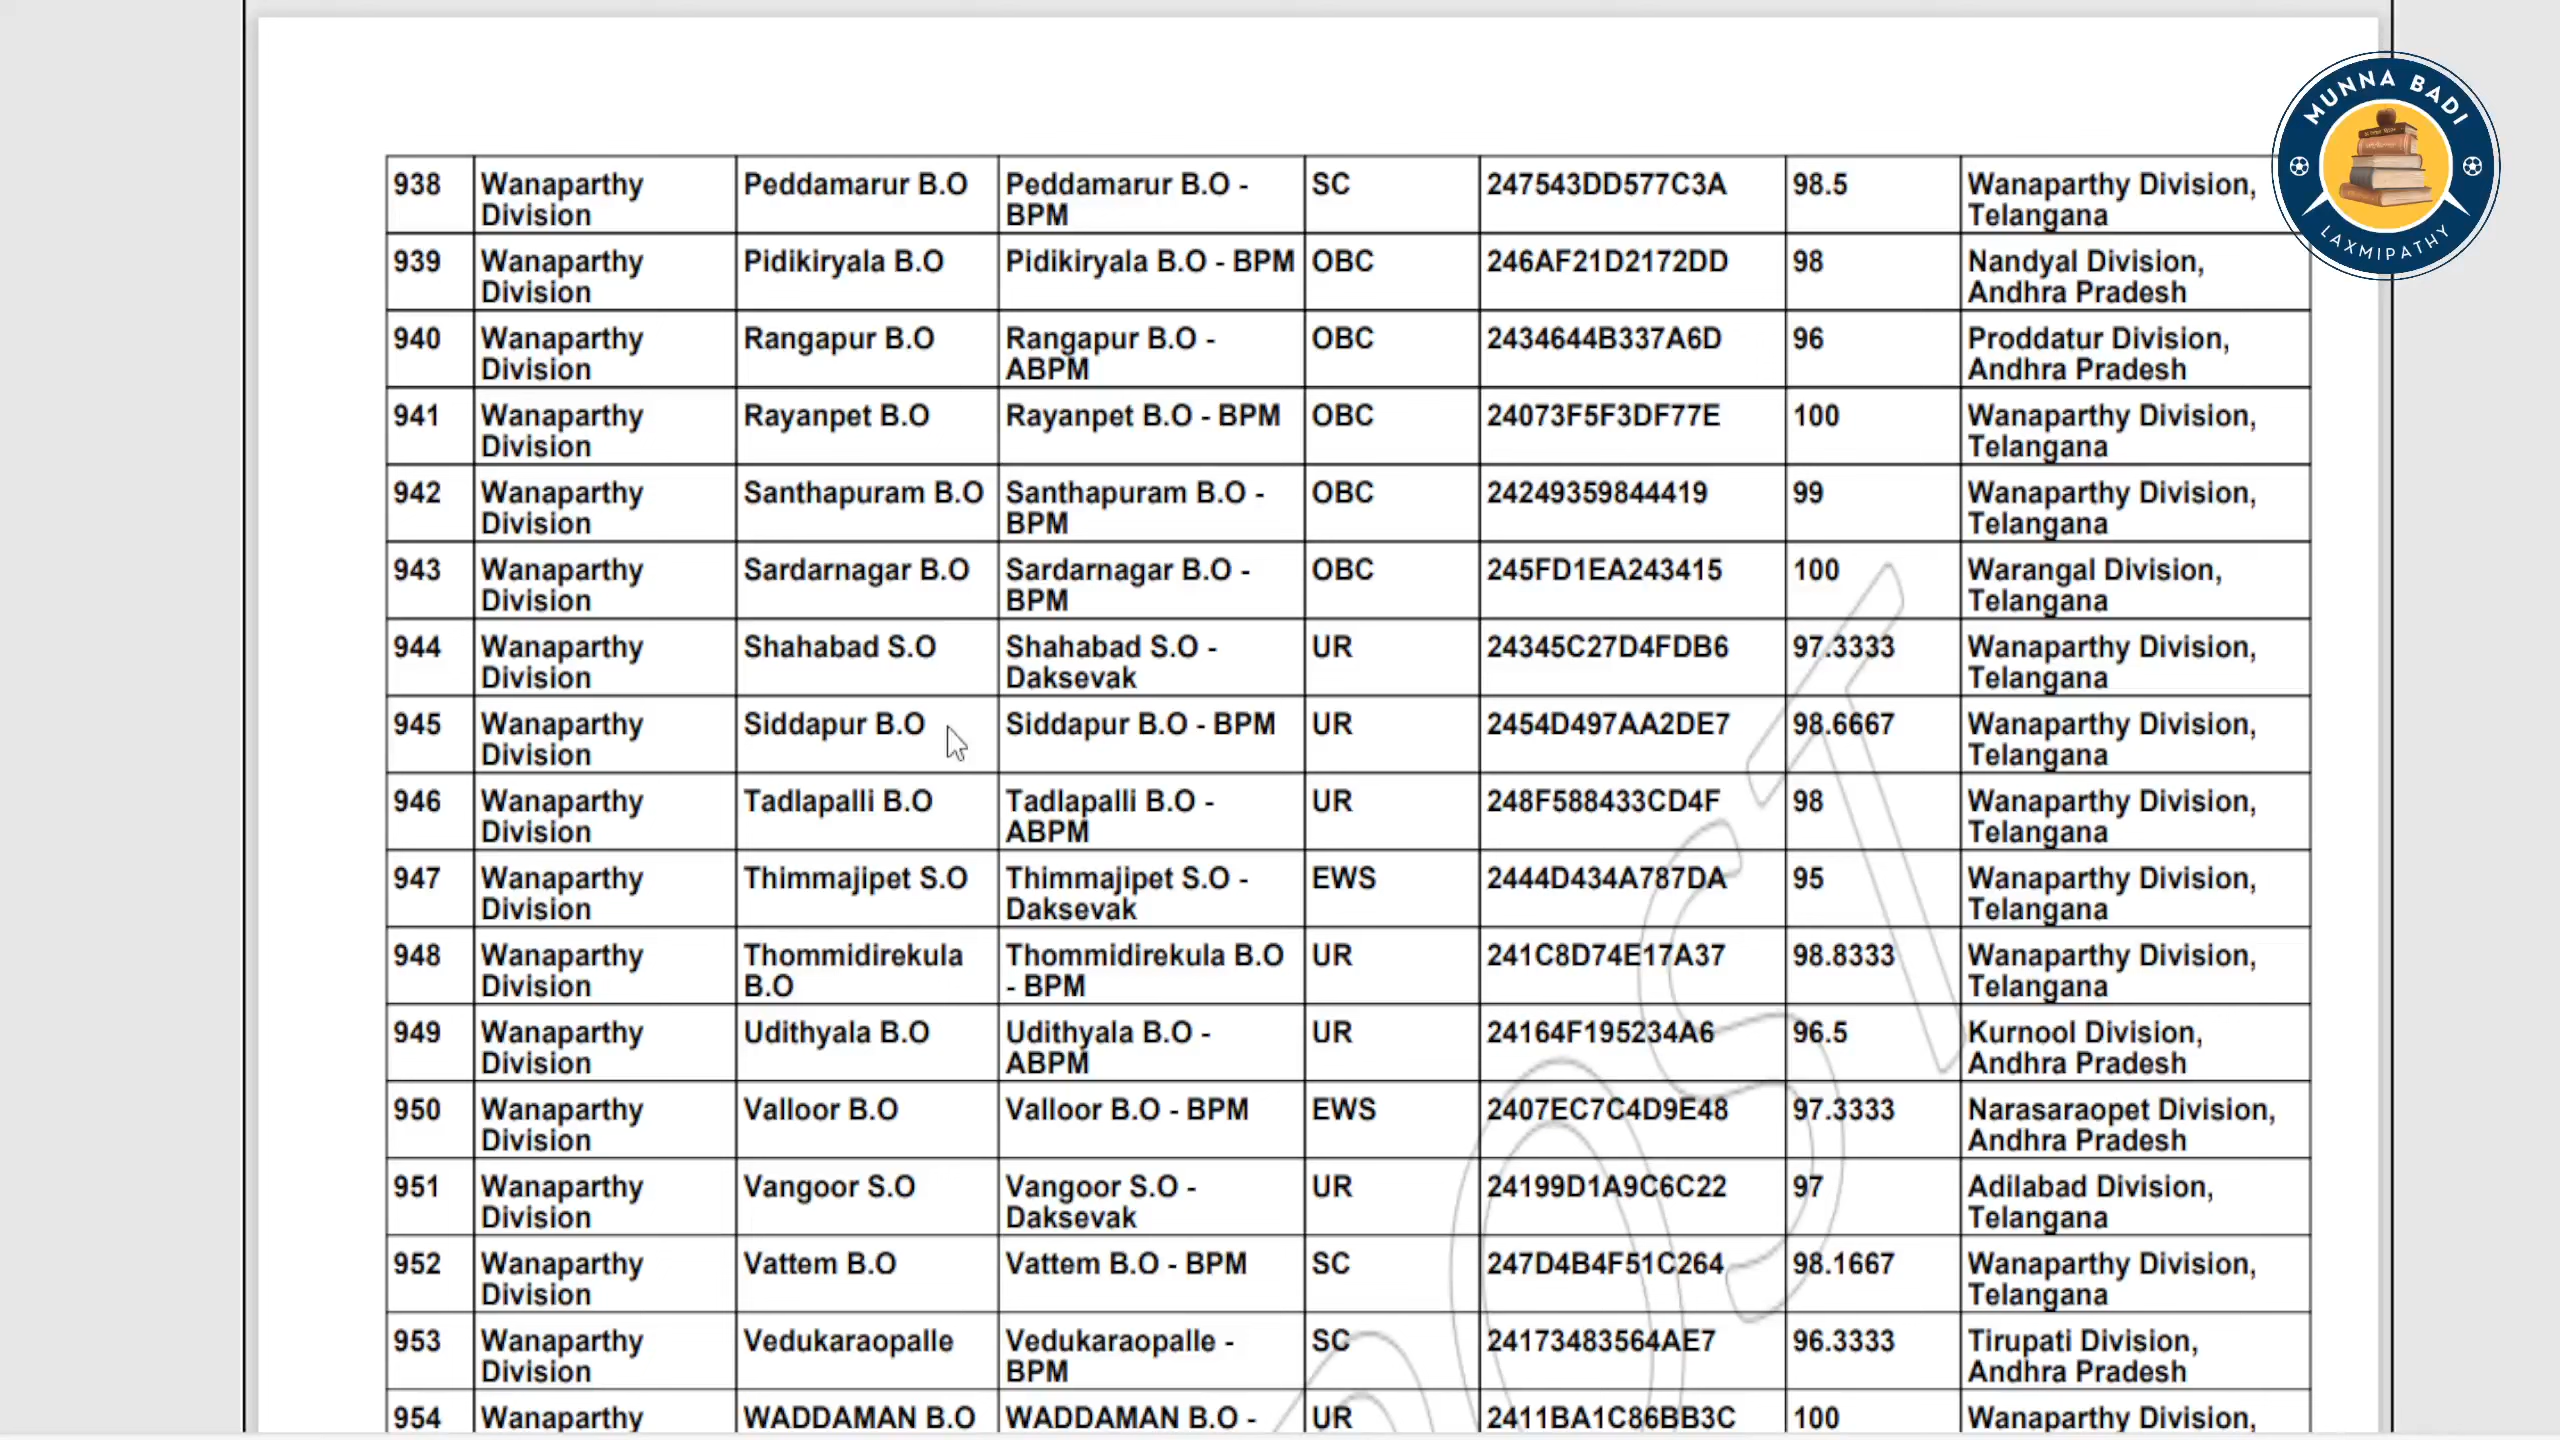 MUNNA BADI
LAXMIPATHY
938 Wanaparthy Division Peddamarur B.O Peddamarur B.O - BPM SC 247543DD577C3A 98.5 Wanaparthy Division, Telangana
939 Wanaparthy Division Pidikiryala B.O Pidikiryala B.O - BPM OBC 246AF21D2172DD 98 Nandyal Division, Andhra Pradesh
940 Wanaparthy Division Rangapur B.O Rangapur B.O - ABPM OBC 2434644B337A6D 96 Proddatur Division, Andhra Pradesh
941 Wanaparthy Division Rayanpet B.O Rayanpet B.O - BPM OBC 24073F5F3DF77E 100 Wanaparthy Division, Telangana
942 Wanaparthy Division Santhapuram B.O Santhapuram B.O - BPM OBC 24249359844419 99 Wanaparthy Division, Telangana
943 Wanaparthy Division Sardarnagar B.O Sardarnagar B.O - BPM OBC 245FD1EA243415 100 Warangal Division, Telangana
944 Wanaparthy Division Shahabad S.O Shahabad S.O - Daksevak UR 24345C27D4FDB6 97.3333 Wanaparthy Division, Telangana
945 Wanaparthy Division Siddapur B.O Siddapur B.O - BPM UR 2454D497AA2DE7 98.6667 Wanaparthy Division, Telangana
946 Wanaparthy Division Tadlapalli B.O Tadlapalli B.O - ABPM UR 248F588433CD4F 98 Wanaparthy Division, Telangana
947 Wanaparthy Division Thimmajipet S.O Thimmajipet S.O - Daksevak EWS 2444D434A787DA 95 Wanaparthy Division, Telangana
948 Wanaparthy Division Thommidirekula B.O Thommidirekula B.O - BPM UR 241C8D74E17A37 98.8333 Wanaparthy Division, Telangana
949 Wanaparthy Division Udithyala B.O Udithyala B.O - ABPM UR 24164F195234A6 96.5 Kurnool Division, Andhra Pradesh
950 Wanaparthy Division Valloor B.O Valloor B.O - BPM EWS 2407EC7C4D9E48 97.3333 Narasaraopet Division, Andhra Pradesh
951 Wanaparthy Division Vangoor S.O Vangoor S.O - Daksevak UR 24199D1A9C6C22 97 Adilabad Division, Telangana
952 Wanaparthy Division Vattem B.O Vattem B.O - BPM SC 247D4B4F51C264 98.1667 Wanaparthy Division, Telangana
953 Wanaparthy Division Vedukaraopalle Vedukaraopalle - BPM SC 24173483564AE7 96.3333 Tirupati Division, Andhra Pradesh
954 Wanaparthy WADDAMAN B.O WADDAMAN B.O - UR 2411BA1C86BB3C 100 Wanaparthy Division,